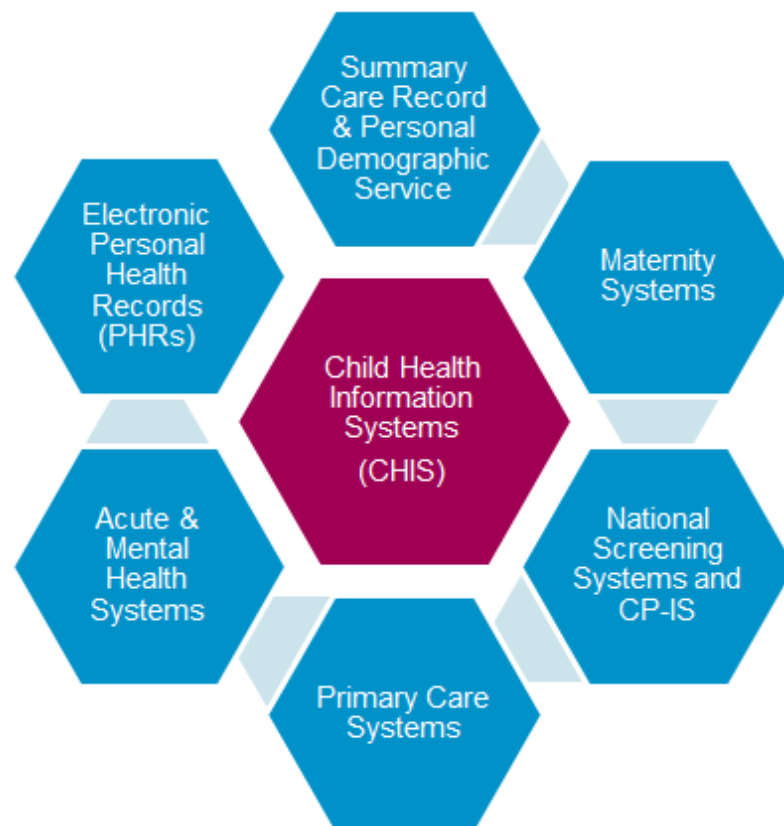 Summary
Care Record
& Personal
Demographic
Service
Electronic
Personal
Health
Records
(PHRs)
Maternity
Systems
Child Health
Information
Systems
(CHIS)
Acute &
Mental
Health
Systems
National
Screening
Systems and
CP-IS
Primary Care
Systems